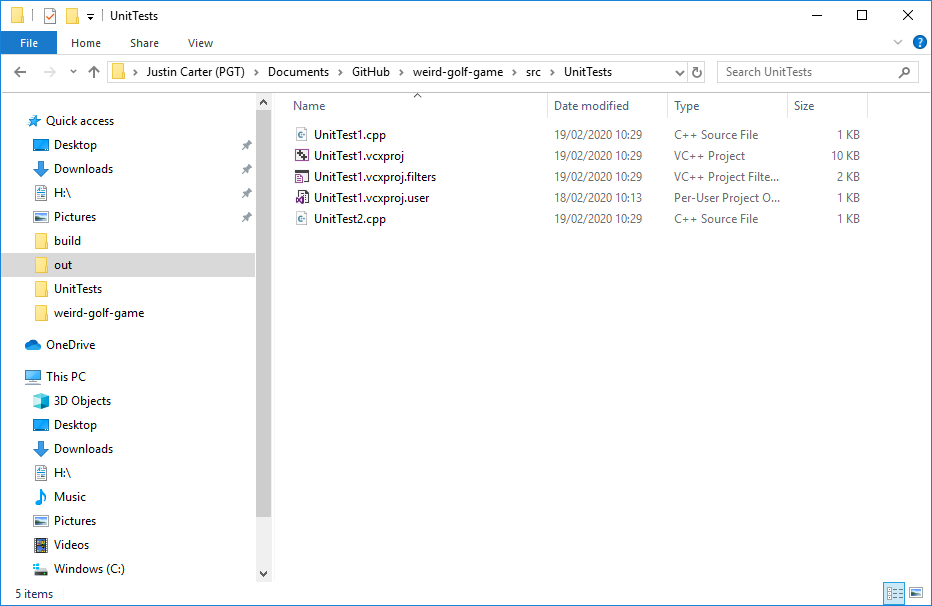 UnitTests
File Home Share View
Justin Carter (PGT) Documents GitHub weird-golf-game src UnitTests Search UnitTests
Name Date modified Type Size
Quick access
Desktop
Downloads
H:\
Pictures
build
out
UnitTests
weird-golf-game
OneDrive
This PC
3D Objects
Desktop
Downloads
H:\
Music
Pictures
Videos
Windows (C:)
UnitTest1.cpp 19/02/2020 10:29 C++ Source File 1 KB
UnitTest1.vcxproj 19/02/2020 10:29 VC++ Project 10 KB
UnitTest1.vcxproj.filters 19/02/2020 10:29 VC++ Project Filte... 2 KB
UnitTest1.vcxproj.user 18/02/2020 10:13 Per-User Project O... 1 KB
UnitTest2.cpp 19/02/2020 10:29 C++ Source File 1 KB
5 items